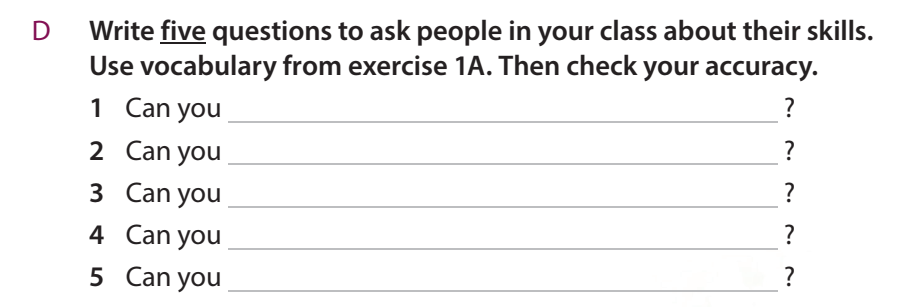 D Write five questions to ask people in your class about their skills.
Use vocabulary from exercise 1A. Then check your accuracy.
1 Can you ?
2 Can you ?
3 Can you ?
4 Can you ?
5 Can you ?